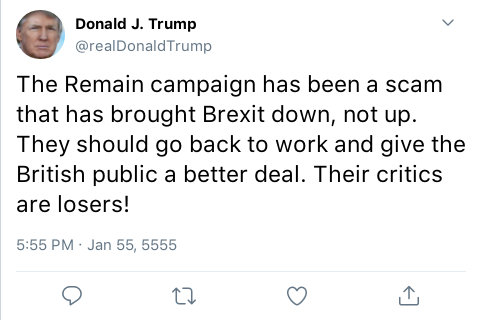 Donald J. Trump
@realDonaldTrump
The Remain campaign has been a scam
that has brought Brexit down, not up.
They should go back to work and give the
British public a better deal. Their critics
are losers!
5:55 PM · Jan 55, 5555